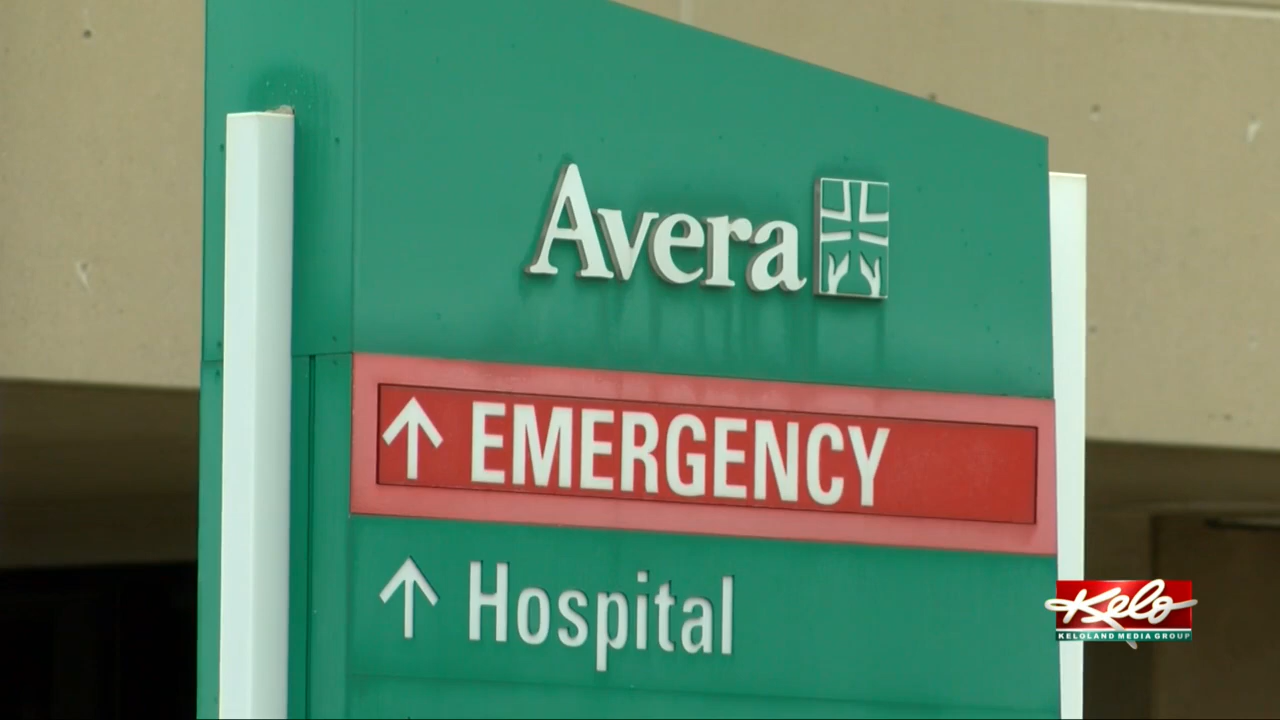 Avera
↑ EMERGENCY
↑ Hospital
Kelo
KELOLAND MEDIA GROUP